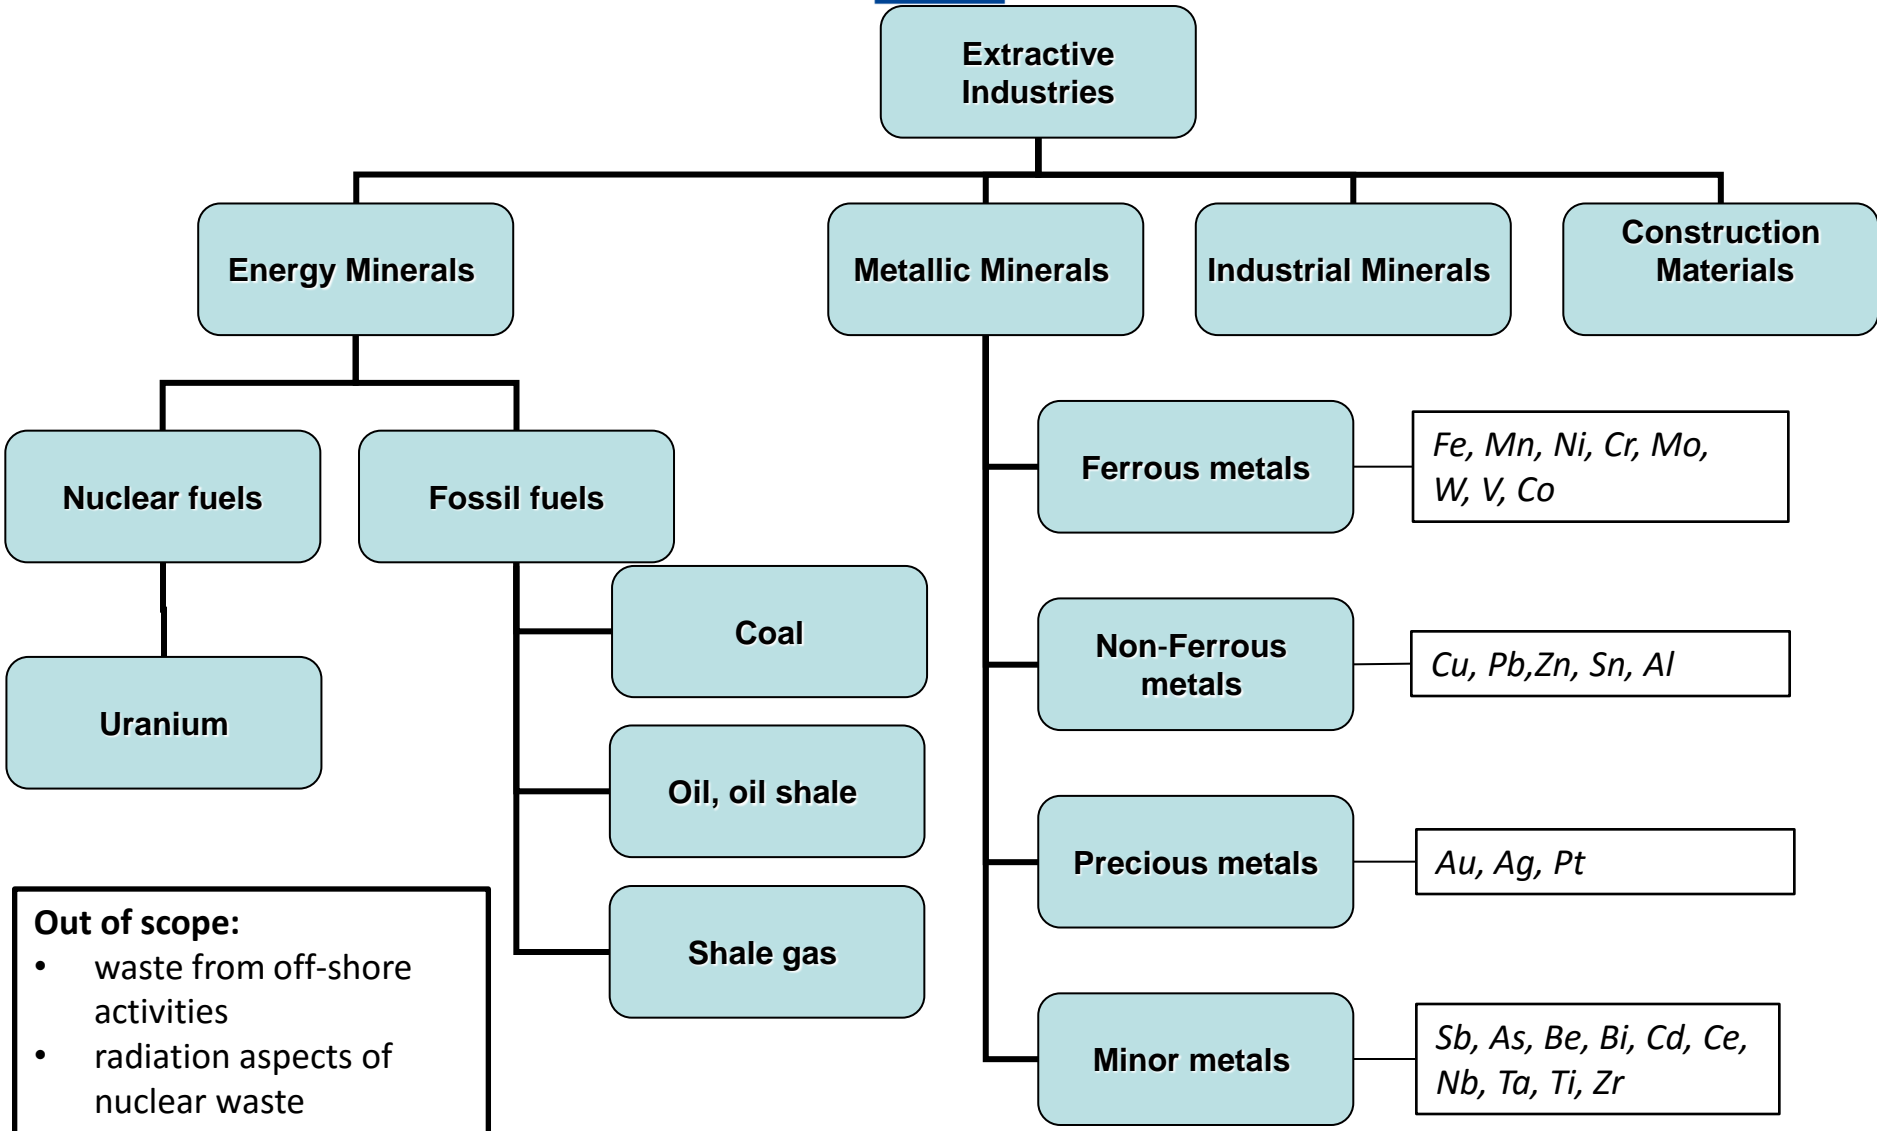 Extractive
Industries
Energy Minerals
Metallic Minerals
Industrial Minerals
Construction
Materials
Nuclear fuels
Fossil fuels
Ferrous metals
Fe, Mn, Ni, Cr, Mo,
W, V, Co
Uranium
Coal
Non-Ferrous
metals
Cu, Pb,Zn, Sn, Al
Oil, oil shale
Precious metals
Au, Ag, Pt
Shale gas
Minor metals
Sb, As, Be, Bi, Cd, Ce,
Nb, Ta, Ti, Zr
Out of scope:
• waste from off-shore
activities
• radiation aspects of
nuclear waste